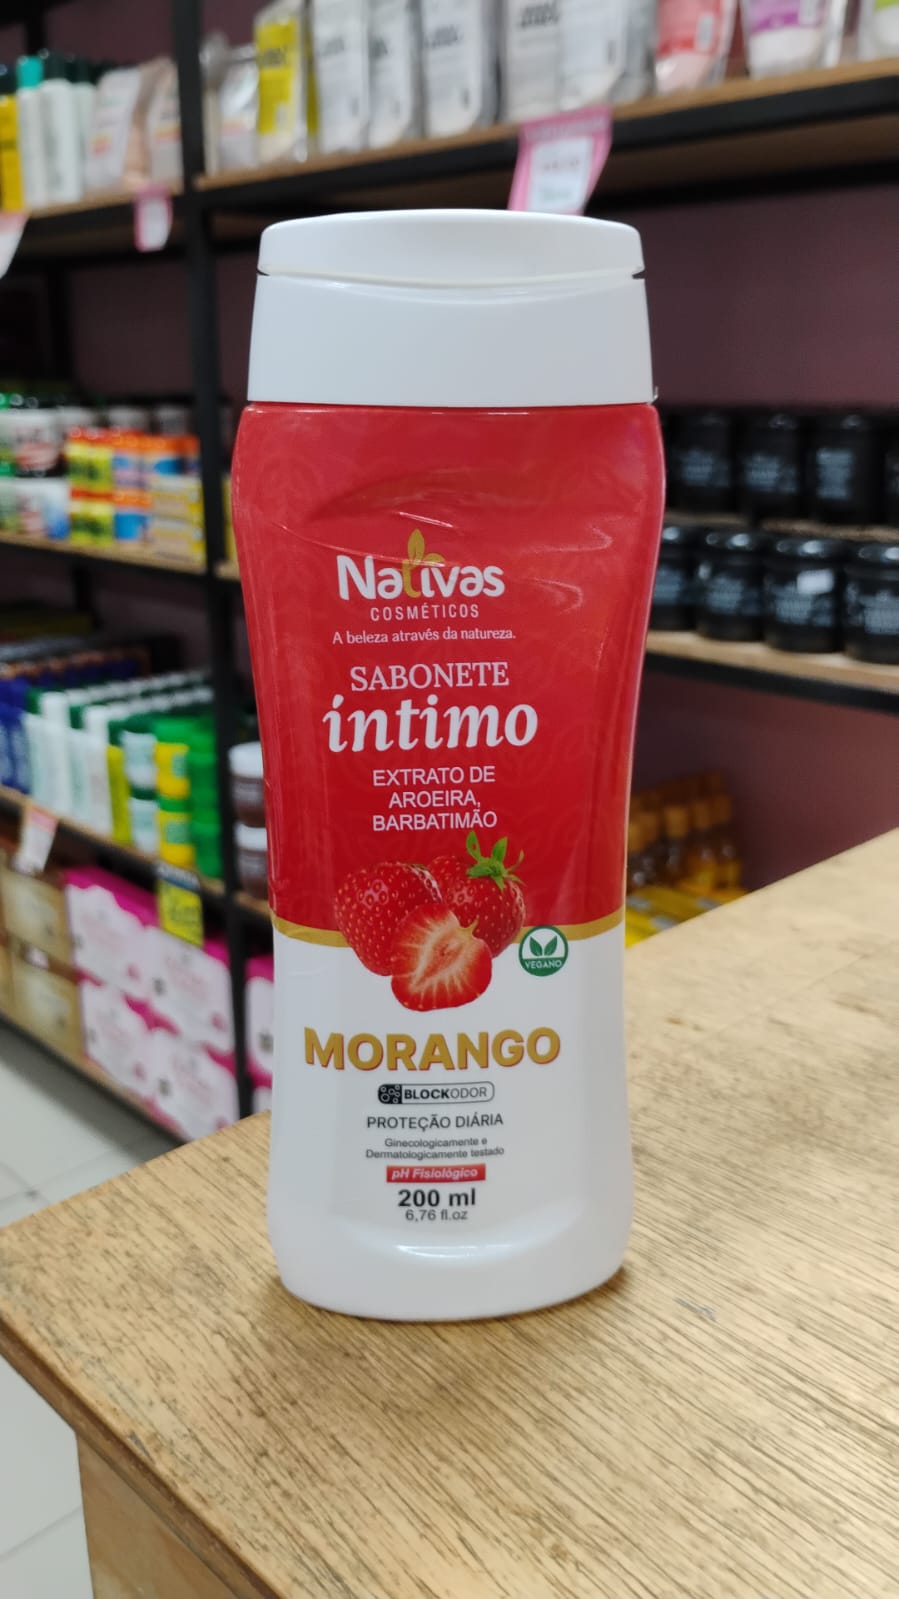 Nativas
COSMÉTICOS
A beleza através da natureza.
SABONETE
íntimo
EXTRATO DE
AROEIRA,
BARBATIMÃO
VEGANO
MORANGO
BLOCKODOR
PROTEÇÃO DIÁRIA
Ginecologicamente e
Dermatologicamente testado
pH Fisiológico
200 ml
6,76 fl.oz